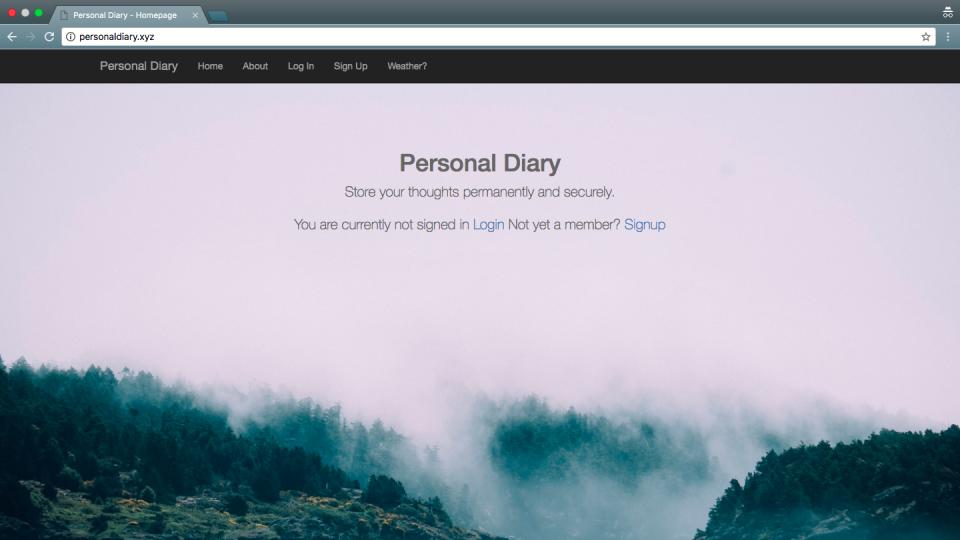 Personal Diary - Homepage
personaldiary.xyz
Personal Diary Home About Log In Sign Up Weather?
Personal Diary
Store your thoughts permanently and securely.
You are currently not signed in Login Not yet a member? Signup